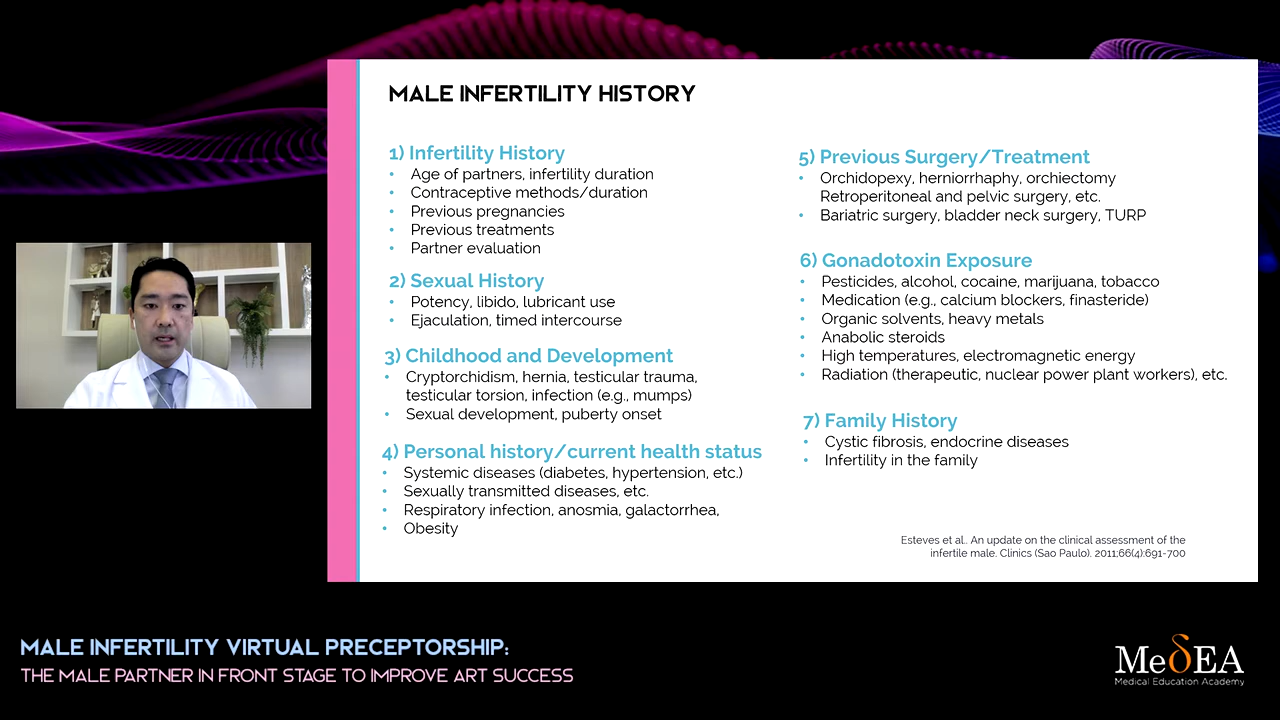 MALE INFERTILITY HISTORY
1) Infertility History
• Age of partners, infertility duration
• Contraceptive methods/duration
• Previous pregnancies
• Previous treatments
• Partner evaluation
2) Sexual History
• Potency, libido, lubricant use
• Ejaculation, timed intercourse
3) Childhood and Development
• Cryptorchidism, hernia, testicular trauma,
testicular torsion, infection (e.g., mumps)
• Sexual development, puberty onset
4) Personal history/current health status
• Systemic diseases (diabetes, hypertension, etc.)
• Sexually transmitted diseases, etc.
• Respiratory infection, anosmia, galactorrhea,
• Obesity
5) Previous Surgery/Treatment
• Orchidopexy, herniorrhaphy, orchiectomy
Retroperitoneal and pelvic surgery, etc.
• Bariatric surgery, bladder neck surgery, TURP
6) Gonadotoxin Exposure
• Pesticides, alcohol, cocaine, marijuana, tobacco
• Medication (e.g., calcium blockers, finasteride)
• Organic solvents, heavy metals
• Anabolic steroids
• High temperatures, electromagnetic energy
• Radiation (therapeutic, nuclear power plant workers), etc.
7) Family History
• Cystic fibrosis, endocrine diseases
• Infertility in the family
Esteves et al.. An update on the clinical assessment of the
infertile male. Clinics (Sao Paulo). 2011;66(4):691-700
MALE INFERTILITY VIRTUAL PRECEPTORSHIP:
THE MALE PARTNER IN FRONT STAGE TO IMPROVE ART SUCCESS
MeδEA
Medical Education Academy